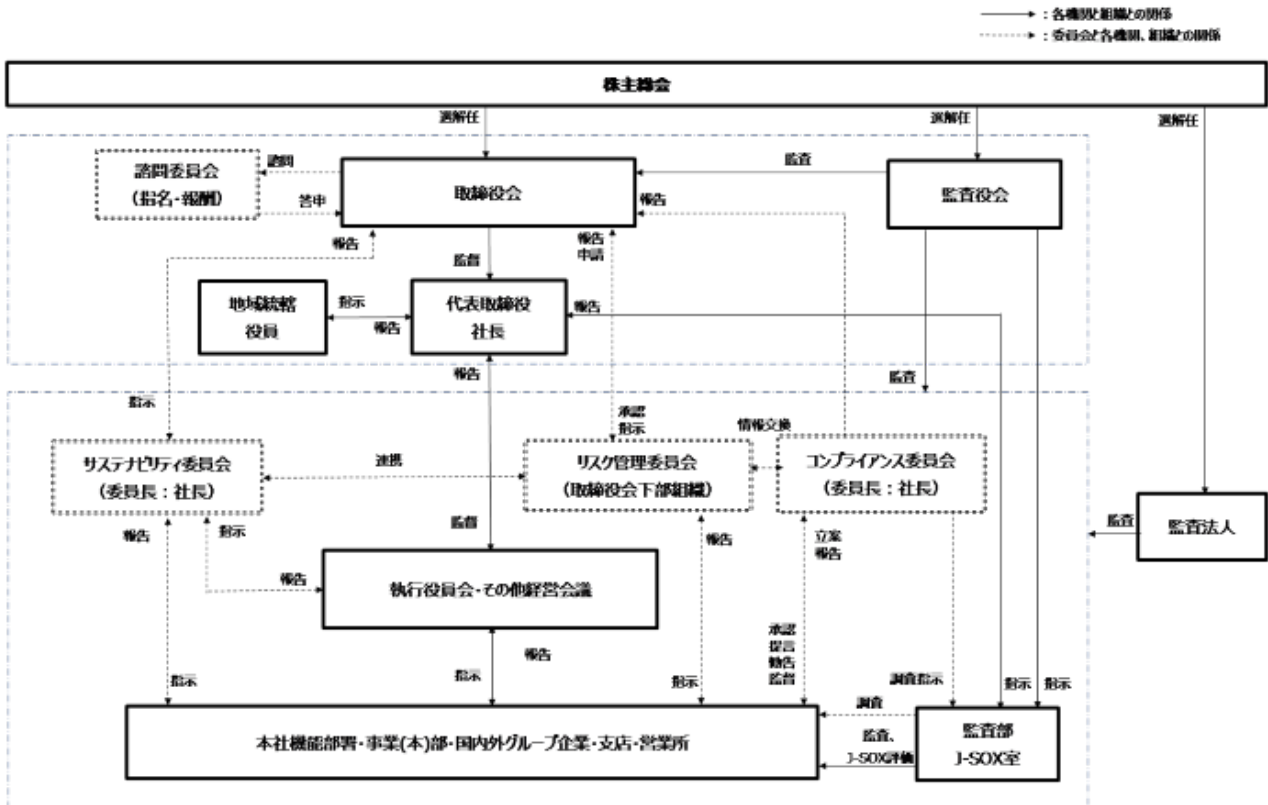 ：各機関と組織との関係
：委員会と各機関、組織との関係
株主総会
選解任
選解任
選解任
諮問委員会
（指名・報酬）
諮問
答申
取締役会
監査
監査役会
報告
報告
監督
報告
申請
地域統轄
役員
指示
報告
代表取締役
社長
報告
報告
監査
指示
承認
指示
情報交換
サステナビリティ委員会
（委員長：社長）
連携
リスク管理委員会
（取締役会下部組織）
コンプライアンス委員会
（委員長：社長）
監査
監査法人
報告
指示
監督
報告
立案
報告
報告
執行役員会・その他経営会議
承認
提言
勧告
監督
報告
指示
指示
指示
調査指示
指示
指示
本社機能部署・事業(本)部・国内外グループ企業・支店・営業所
調査
監査、
J-SOX評価
監査部
J-SOX室